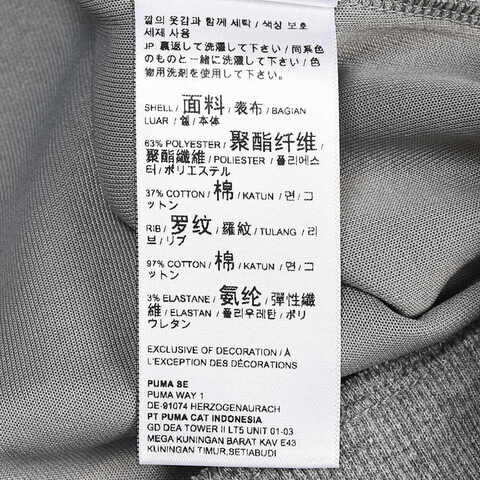 깔의 옷감과 함께 세탁 / 색상 보호
세제 사용
JP: 裏返して洗濯して下さい / 同系色
のものと一緒に洗濯して下さい / 色
物用洗剤を使用して下さい。
SHELL / 面料 / 表布 / BAGIAN
LUAR / 쉘 / 本体
63% POLYESTER / 聚酯纤维 /
聚酯纖維 / POLIESTER / 폴리에스
터 / ポリエステル
37% COTTON / 棉 / KATUN / 면 / コ
ットン
RIB / 罗纹 / 羅紋 / TULANG / 리
브 / リブ
97% COTTON / 棉 / KATUN / 면 / コ
ットン
3% ELASTANE / 氨纶 / 彈性纖
維 / ELASTAN / 폴리우레탄 / ポリ
ウレタン
EXCLUSIVE OF DECORATION / À
L'EXCEPTION DES DÉCORATIONS
PUMA SE
PUMA WAY 1
DE-91074 HERZOGENAURACH
PT PUMA CAT INDONESIA
GD DEA TOWER II LT5 UNIT 01-03
MEGA KUNINGAN BARAT KAV E43
KUNINGAN TIMUR, SETIABUDI